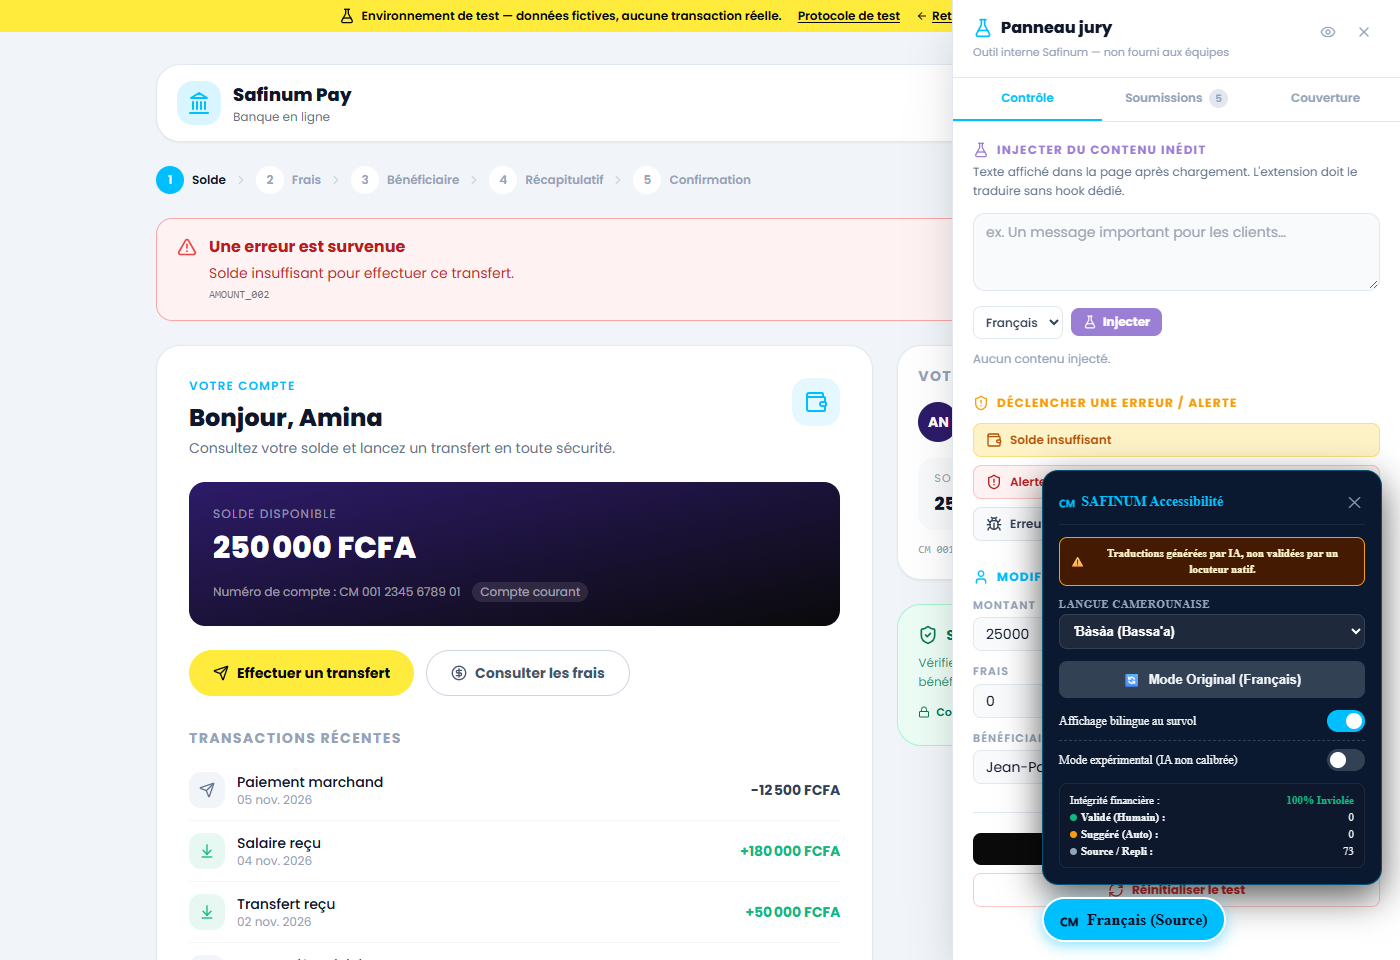 Environnement de test — données fictives, aucune transaction réelle. Protocole de test ← Ret
Safinum Pay
Banque en ligne
1 Solde 2 Frais 3 Bénéficiaire 4 Récapitulatif 5 Confirmation
Une erreur est survenue
Solde insuffisant pour effectuer ce transfert.
AMOUNT_002
VOTRE COMPTE
Bonjour, Amina
Consultez votre solde et lancez un transfert en toute sécurité.
SOLDE DISPONIBLE
250 000 FCFA
Numéro de compte : CM 001 2345 6789 01 Compte courant
Effectuer un transfert Consulter les frais
TRANSACTIONS RÉCENTES
Paiement marchand
05 nov. 2026
-12 500 FCFA
Salaire reçu
04 nov. 2026
+180 000 FCFA
Transfert reçu
02 nov. 2026
+50 000 FCFA
VOT
AN
SO
25
CM 001
S
Vérifie
bénéf
Co
Panneau jury
Outil interne Safinum — non fourni aux équipes
Contrôle Soumissions 5 Couverture
INJECTER DU CONTENU INÉDIT
Texte affiché dans la page après chargement. L'extension doit le
traduire sans hook dédié.
ex. Un message important pour les clients…
Français Injecter
Aucun contenu injecté.
DÉCLENCHER UNE ERREUR / ALERTE
Solde insuffisant
Alerte
Erreu
MODIF
MONTANT
25000
FRAIS
0
BÉNÉFICIAI
Jean-Pa
Réinitialiser le test
CM SAFINUM Accessibilité
Traductions générées par IA, non validées par un
locuteur natif.
LANGUE CAMEROUNAISE
Ɓàsàa (Bassa'a)
Mode Original (Français)
Affichage bilingue au survol
Mode expérimental (IA non calibrée)
Intégrité financière : 100% Inviolée
Validé (Humain) : 0
Suggéré (Auto) : 0
Source / Repli : 73
CM Français (Source)